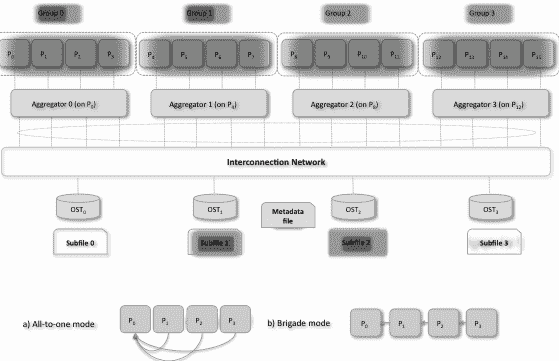 Group 0 Group 1 Group 2 Group 3
P0 P1 P2 P3 P4 P5 P6 P7 P8 P9 P10 P11 P12 P13 P14 P15
Aggregator 0 (on P0) Aggregator 1 (on P4) Aggregator 2 (on P8) Aggregator 3 (on P12)
Interconnection Network
OST0 OST1 OST2 OST3
Metadata
file
Subfile 0 Subfile 1 Subfile 2 Subfile 3
a) All-to-one mode P0 P1 P2 P3 b) Brigade mode P0 P1 P2 P3